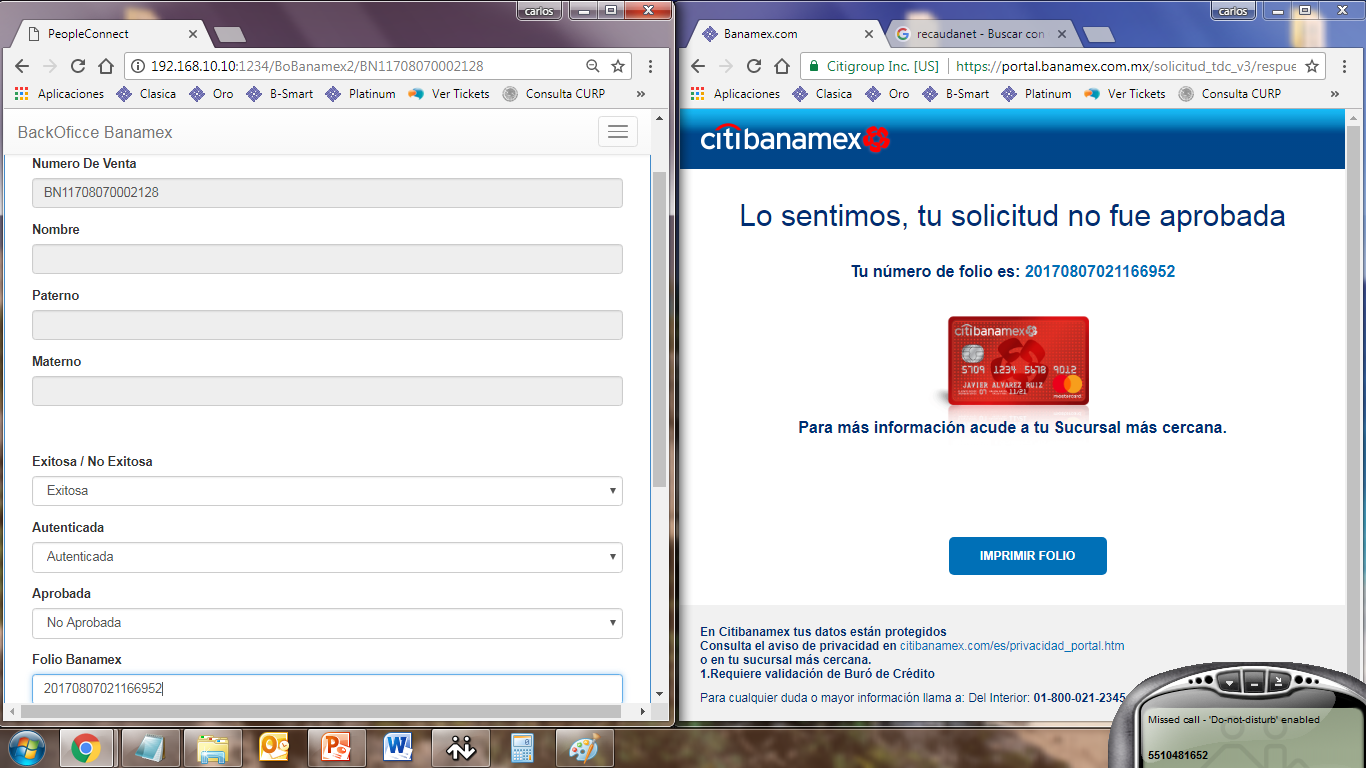 carlos
PeopleConnect
192.168.10.10:1234/BoBanamex2/BN11708070002128
Aplicaciones
Clasica
Oro
B-Smart
Platinum
Ver Tickets
Consulta CURP
»
BackOficce Banamex
Numero De Venta
BN11708070002128
Nombre
Paterno
Materno
Exitosa / No Exitosa
Exitosa
Autenticada
Autenticada
Aprobada
No Aprobada
Folio Banamex
20170807021166952
carlos
Banamex.com
recaudanet - Buscar con
Citigroup Inc. [US]
https://portal.banamex.com.mx/solicitud_tdc_v3/respue
Aplicaciones
Clasica
Oro
B-Smart
Platinum
Ver Tickets
Consulta CURP
»
citibanamex
Lo sentimos, tu solicitud no fue aprobada
Tu número de folio es: 20170807021166952
citibanamex
5709 1234 5678 9012
JAVIER ALVAREZ RUIZ
11/21
mastercard
Para más información acude a tu Sucursal más cercana.
IMPRIMIR FOLIO
En Citibanamex tus datos están protegidos
Consulta el aviso de privacidad en citibanamex.com/es/privacidad_portal.htm
o en tu sucursal más cercana.
1.Requiere validación de Buró de Crédito
Para cualquier duda o mayor información llama a: Del Interior: 01-800-021-2345
Missed call - 'Do-not-disturb' enabled
5510481652